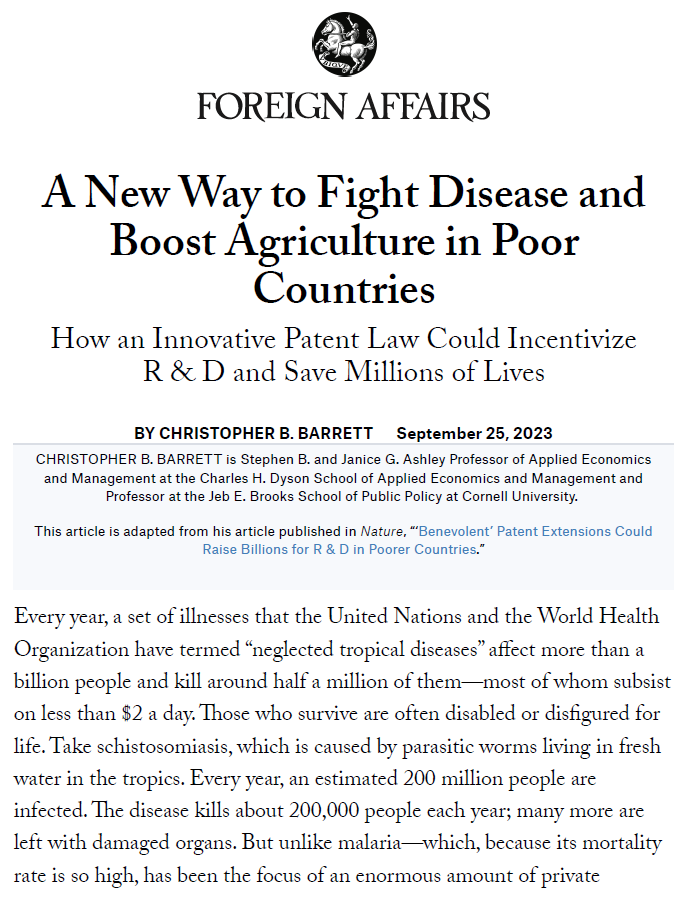 FOREIGN AFFAIRS
A New Way to Fight Disease and
Boost Agriculture in Poor
Countries
How an Innovative Patent Law Could Incentivize
R & D and Save Millions of Lives
BY CHRISTOPHER B. BARRETT September 25, 2023
CHRISTOPHER B. BARRETT is Stephen B. and Janice G. Ashley Professor of Applied Economics
and Management at the Charles H. Dyson School of Applied Economics and Management and
Professor at the Jeb E. Brooks School of Public Policy at Cornell University.
This article is adapted from his article published in Nature, “‘Benevolent’ Patent Extensions Could
Raise Billions for R & D in Poorer Countries.”
Every year, a set of illnesses that the United Nations and the World Health
Organization have termed “neglected tropical diseases” affect more than a
billion people and kill around half a million of them—most of whom subsist
on less than $2 a day. Those who survive are often disabled or disfigured for
life. Take schistosomiasis, which is caused by parasitic worms living in fresh
water in the tropics. Every year, an estimated 200 million people are
infected. The disease kills about 200,000 people each year; many more are
left with damaged organs. But unlike malaria—which, because its mortality
rate is so high, has been the focus of an enormous amount of private